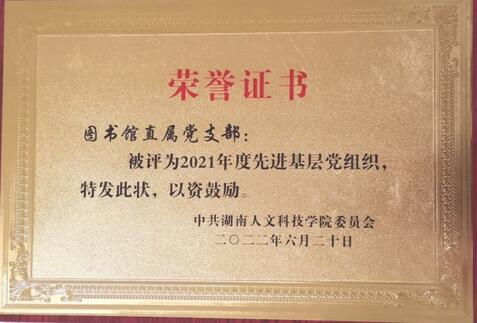 荣誉证书
图书馆直属党支部：
被评为2021年度先进基层党组织，
特发此状，以资鼓励。
中共湖南人文科技学院委员会
二〇二二年六月二十日